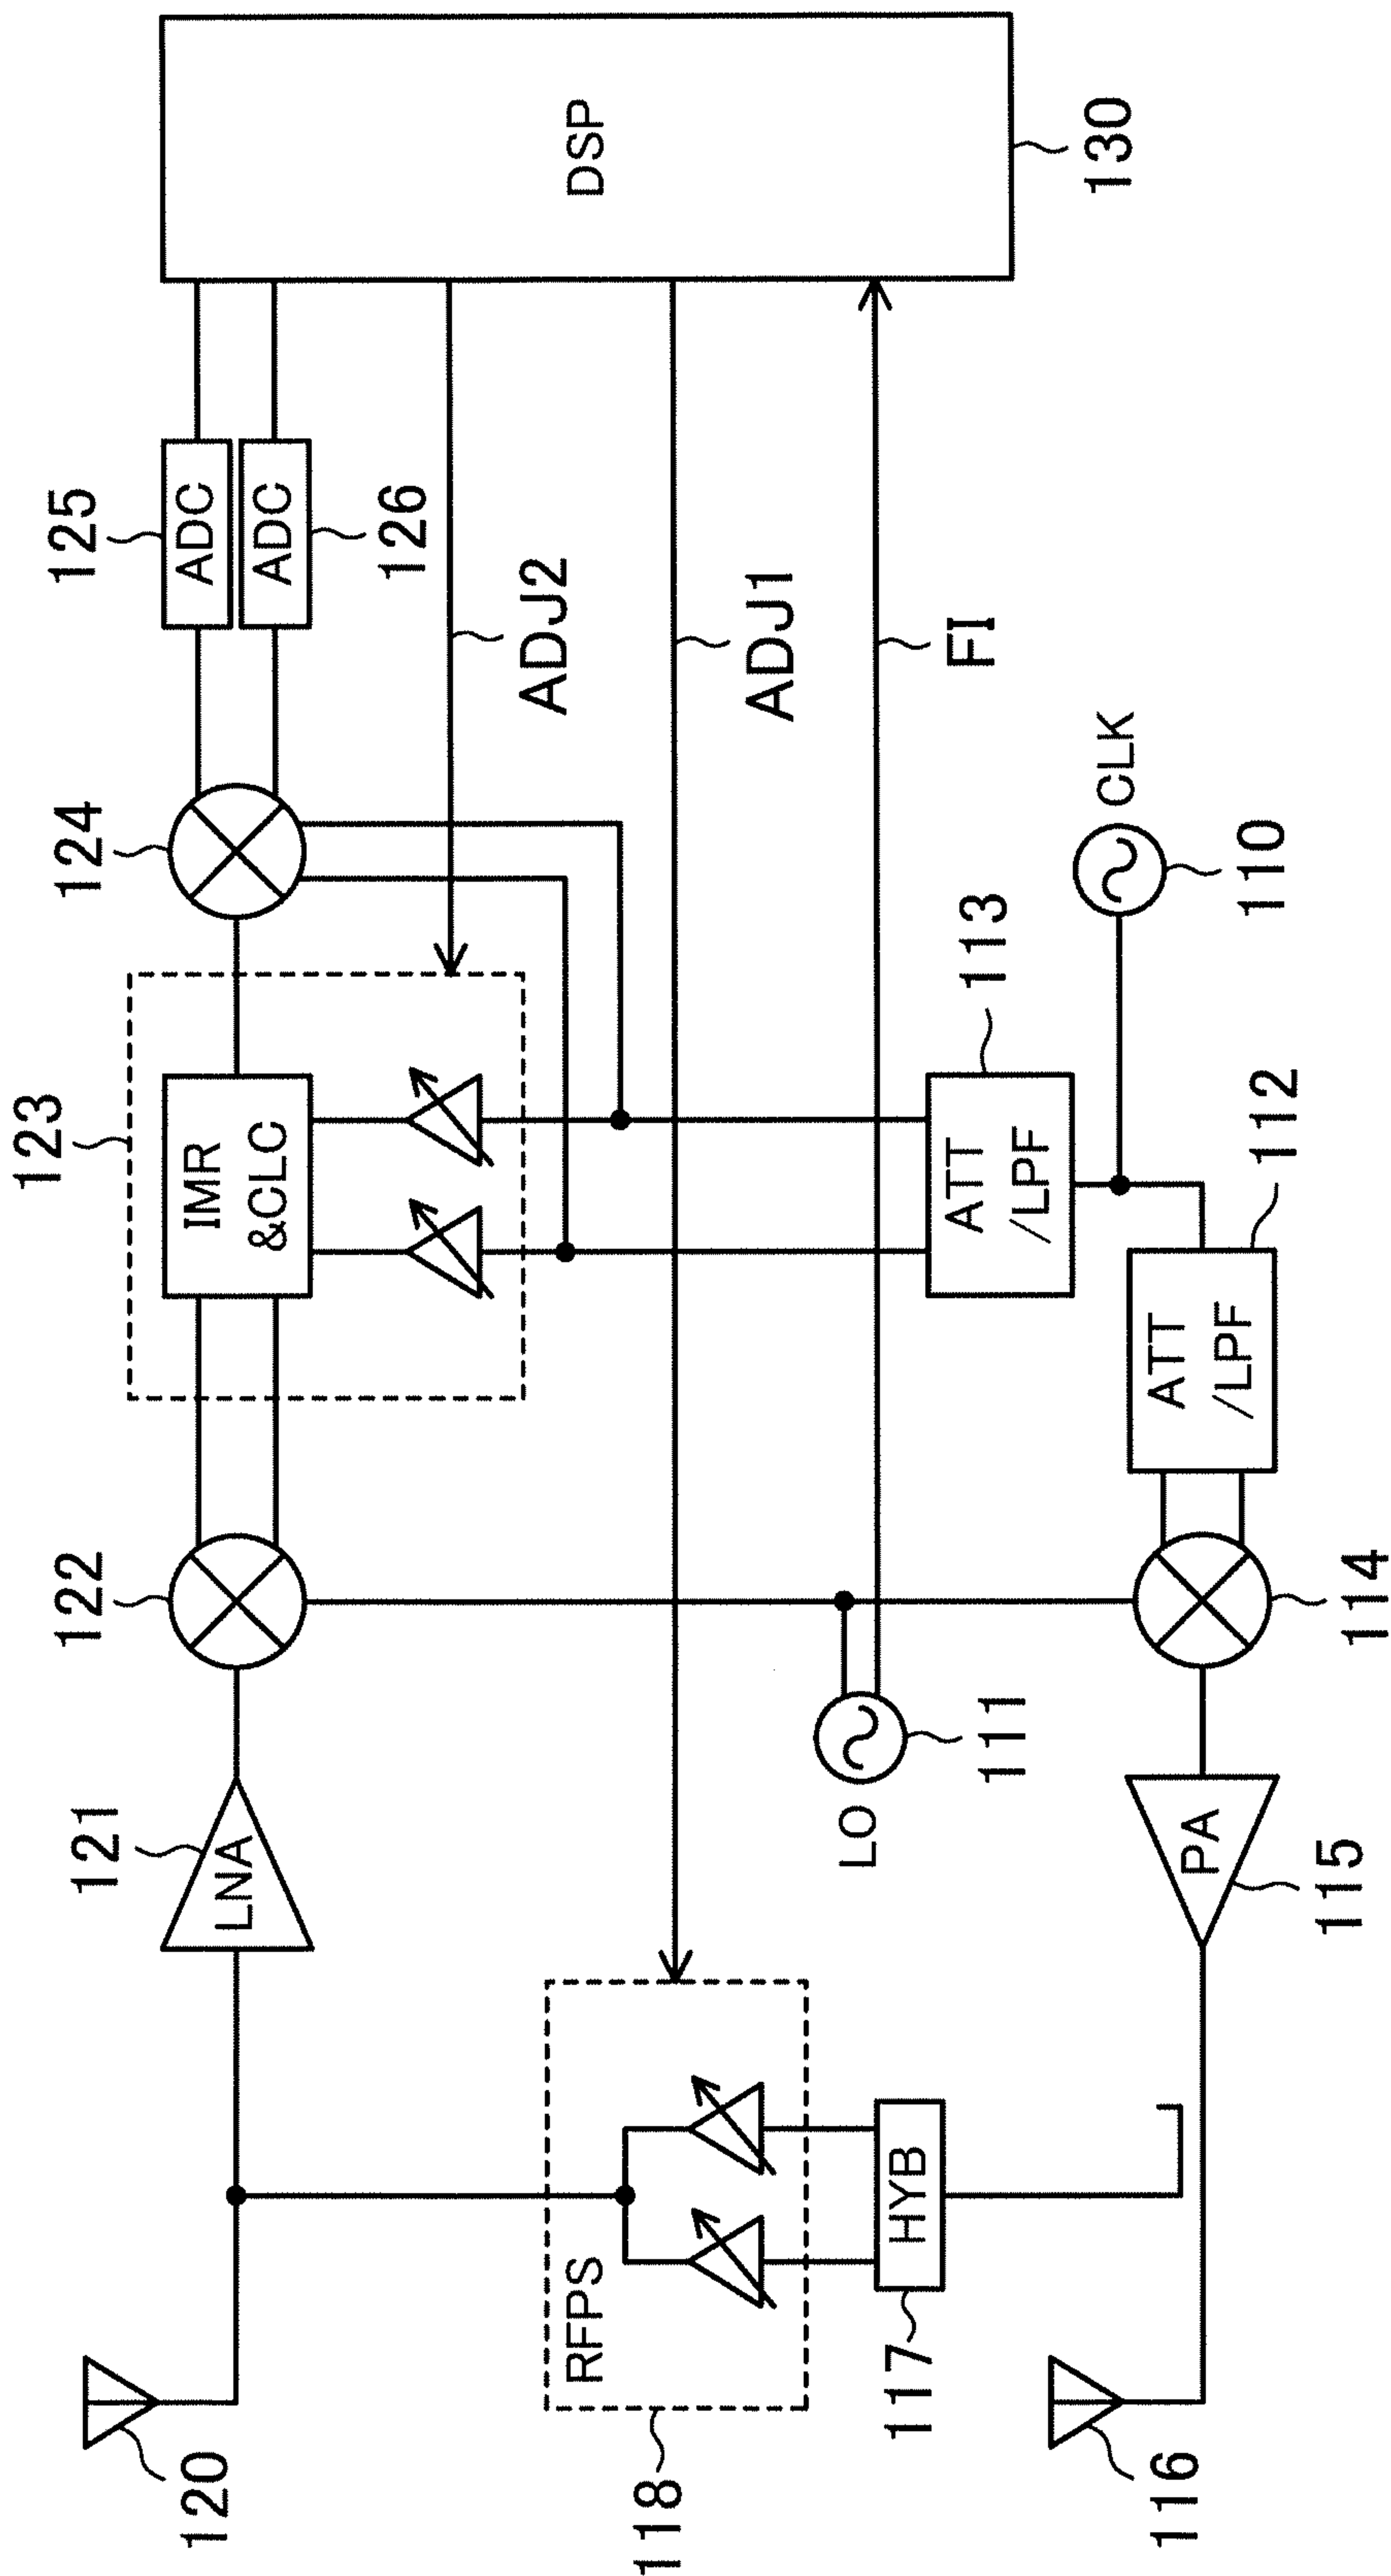 120
121
LNA
122
123
IMR
&CLC
124
125
ADC
ADC
126
ADJ2
118
RFPS
ADJ1
LO
111
FI
DSP
130
117
HYB
113
ATT
/LPF
CLK
110
116
115
PA
114
ATT
/LPF
112